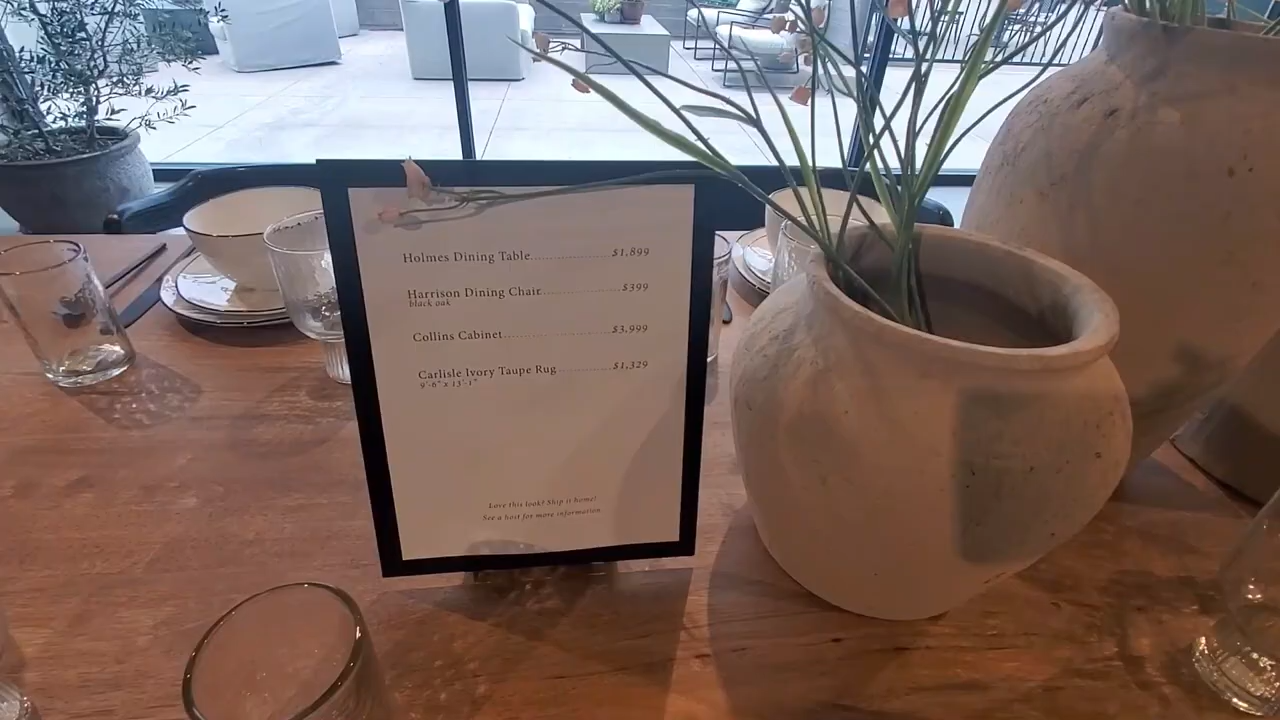 Holmes Dining Table....................$1,899
Harrison Dining Chair....................$399
black oak
Collins Cabinet....................$3,999
Carlisle Ivory Taupe Rug....................$1,329
9'-6" x 13'-1"
Love this look? Ship it home!
See a host for more information.